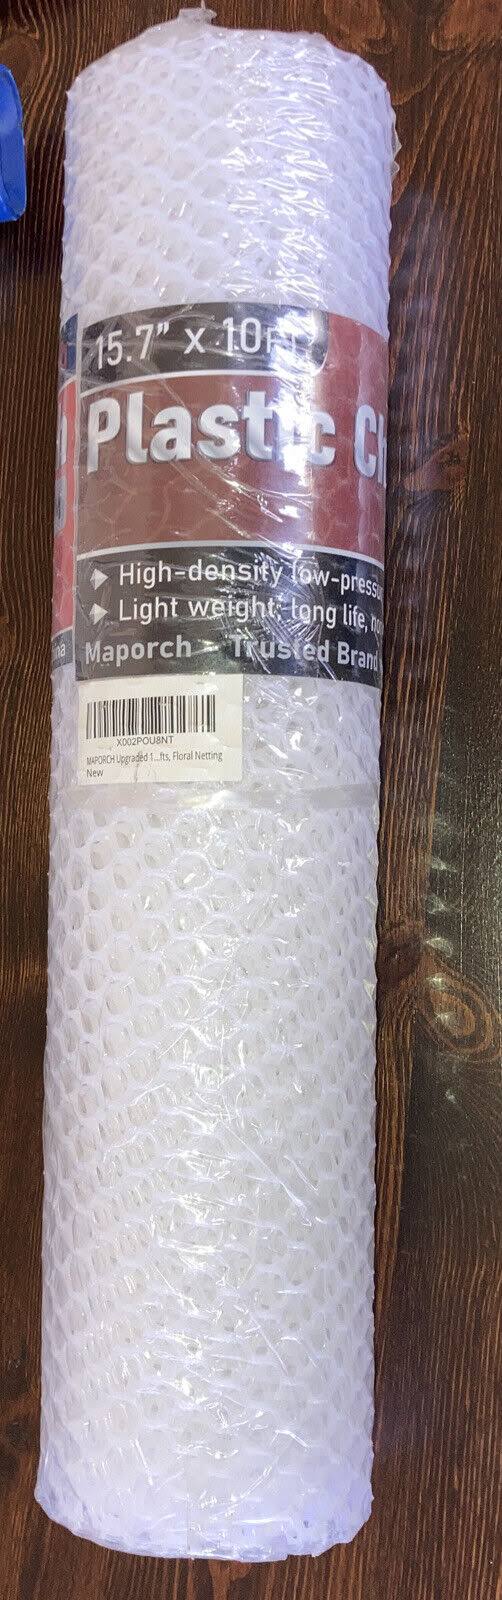 15.7" x 10FT
Plastic Ch
▶ High-density low-pressu
▶ Light weight, long life, non
Maporch Trusted Brand
X002POU8NT
MAPORCH Upgraded 1...fts, Floral Netting
New